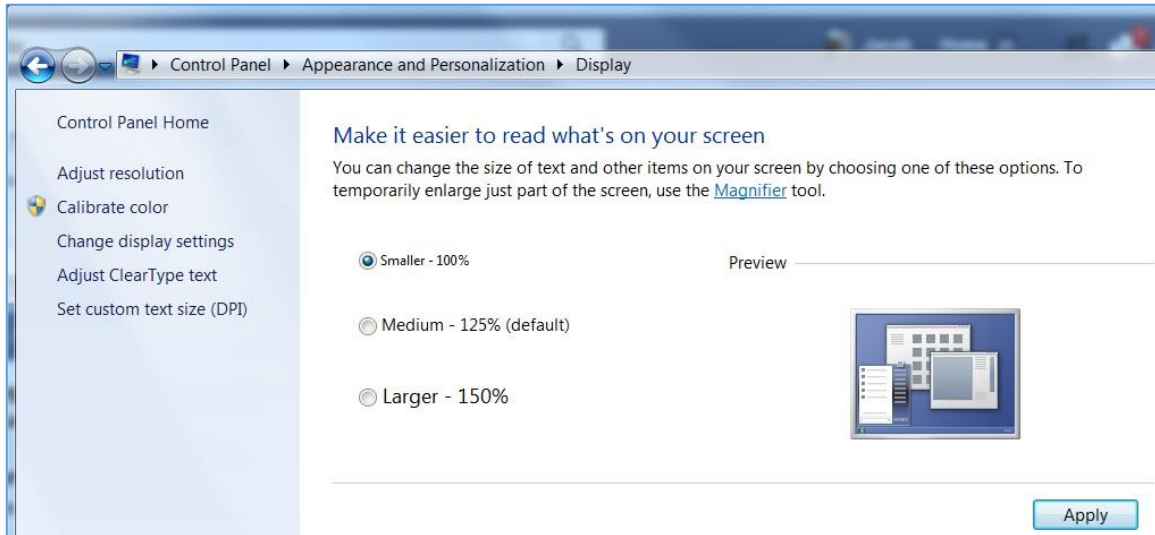 Control Panel Appearance and Personalization Display
Control Panel Home
Adjust resolution
Calibrate color
Change display settings
Adjust ClearType text
Set custom text size (DPI)
Make it easier to read what's on your screen
You can change the size of text and other items on your screen by choosing one of these options. To
temporarily enlarge just part of the screen, use the Magnifier tool.
Smaller - 100%
Preview
Medium - 125% (default)
Larger - 150%
Apply